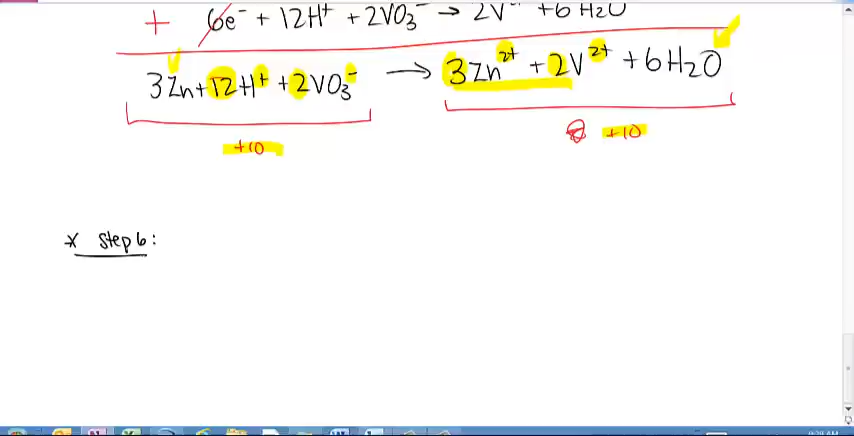 + 6e⁻ + 12H⁺ + 2VO₃⁻ → 2V + 6H₂O
3Zn + 12H⁺ + 2VO₃⁻ → 3Zn²⁺ + 2V²⁺ + 6H₂O
+10 +10
* Step 6: